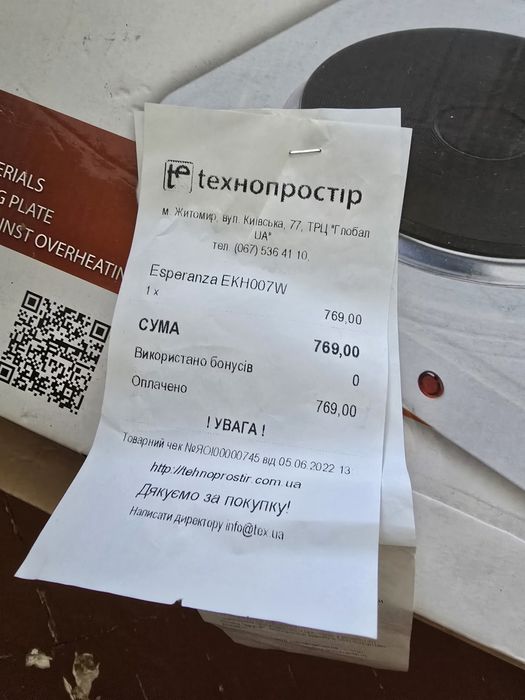 ERIALS
G PLATE
INST OVERHEATIN
te технопростір
м. Житомир, вул. Київська, 77, ТРЦ "Глобал
UA"
тел. (067) 536 41 10,
Esperanza EKH007W
1 x 769,00
СУМА 769,00
Використано бонусів 0
Оплачено 769,00
! УВАГА !
Товарний чек №ЯОІ00000745 від 05.06.2022 13
http://tehnoprostir.com.ua
Дякуємо за покупку!
Написати директору info@tex.ua